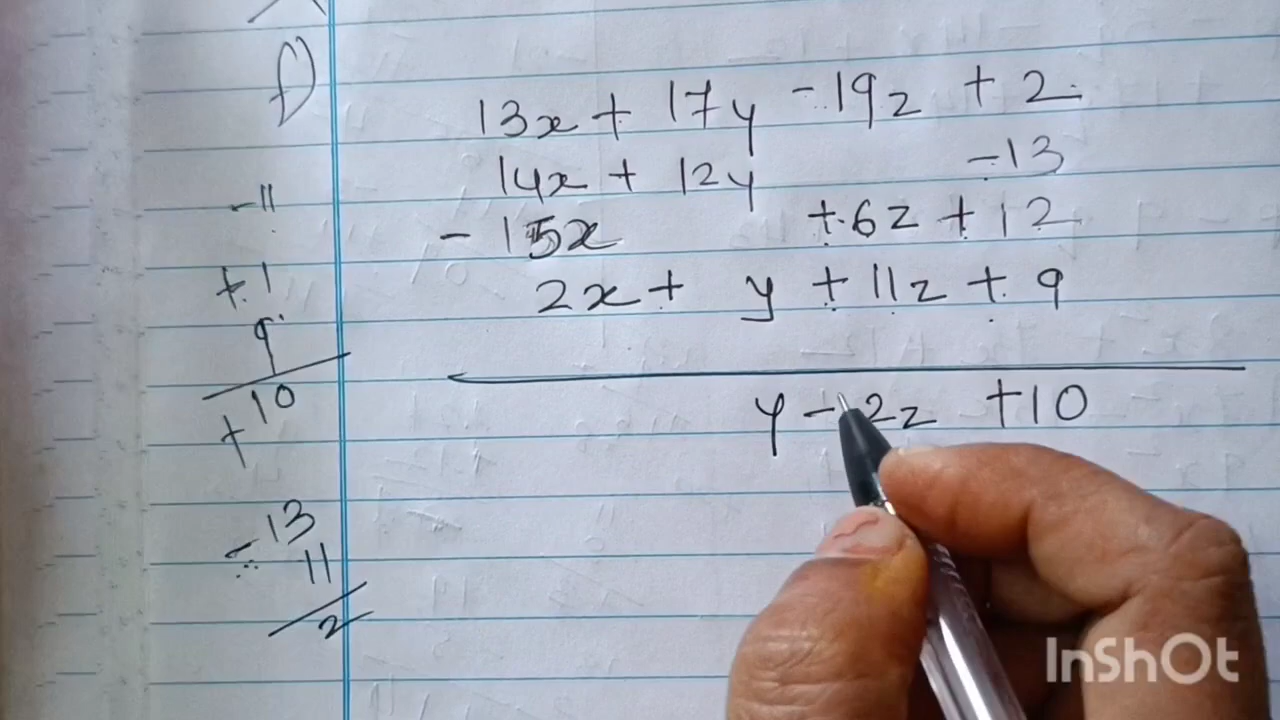 f)
13x + 17y - 19z + 2
14x + 12y - 13
- 15x + 6z + 12
2x + y + 11z + 9
y - 2z + 10
- 11
+ 1
9
+ 10
- 13
11
2
InShOt